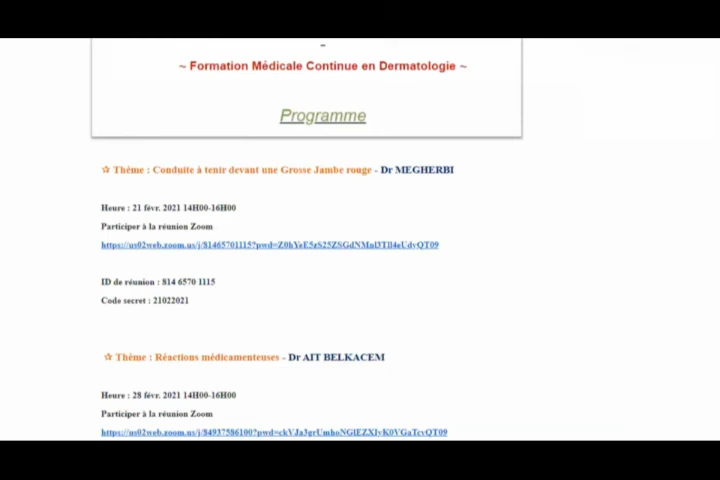 ~ Formation Médicale Continue en Dermatologie ~
Programme
☆ Thème : Conduite à tenir devant une Grosse Jambe rouge - Dr MEGHERBI
Heure : 21 févr. 2021 14H00-16H00
Participer à la réunion Zoom
ID de réunion : 814 6570 1115
Code secret : 21022021
☆ Thème : Réactions médicamenteuses - Dr AIT BELKACEM
Heure : 28 févr. 2021 14H00-16H00
Participer à la réunion Zoom